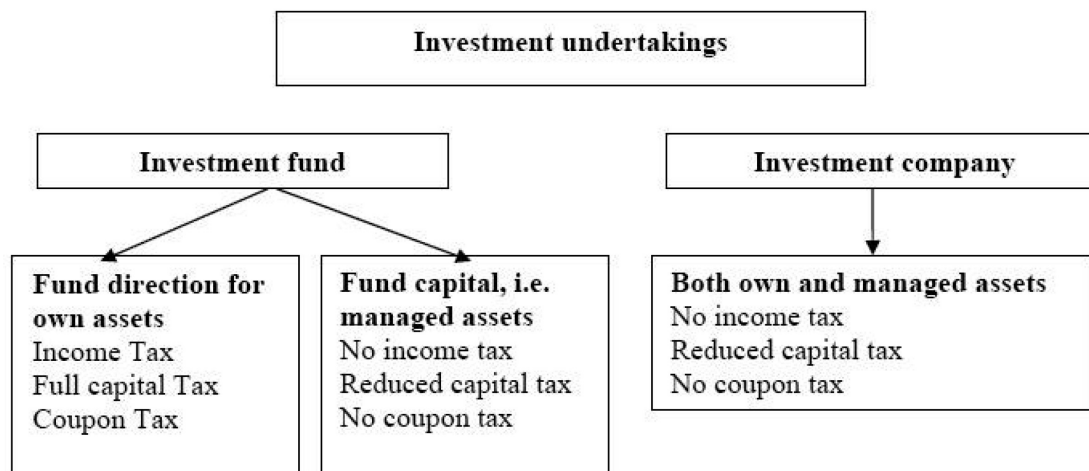 Investment undertakings
Investment fund
Investment company
Fund direction for
own assets
Income Tax
Full capital Tax
Coupon Tax
Fund capital, i.e.
managed assets
No income tax
Reduced capital tax
No coupon tax
Both own and managed assets
No income tax
Reduced capital tax
No coupon tax